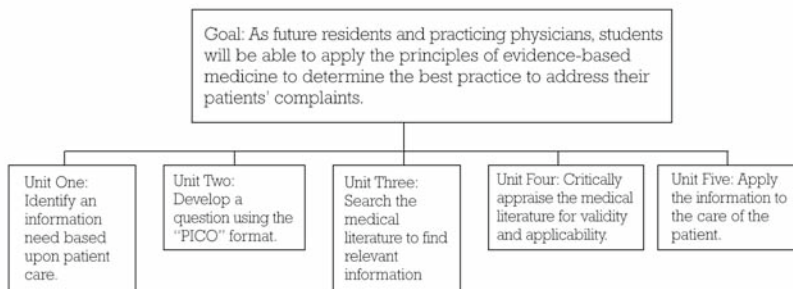 Goal: As future residents and practicing physicians, students
will be able to apply the principles of evidence-based
medicine to determine the best practice to address their
patients' complaints.
Unit One:
Identify an
information
need based
upon patient
care.
Unit Two:
Develop a
question using the
"PICO" format.
Unit Three:
Search the
medical
literature to find
relevant
information
Unit Four: Critically
appraise the medical
literature for validity
and applicability.
Unit Five: Apply
the information to
the care of the
patient.